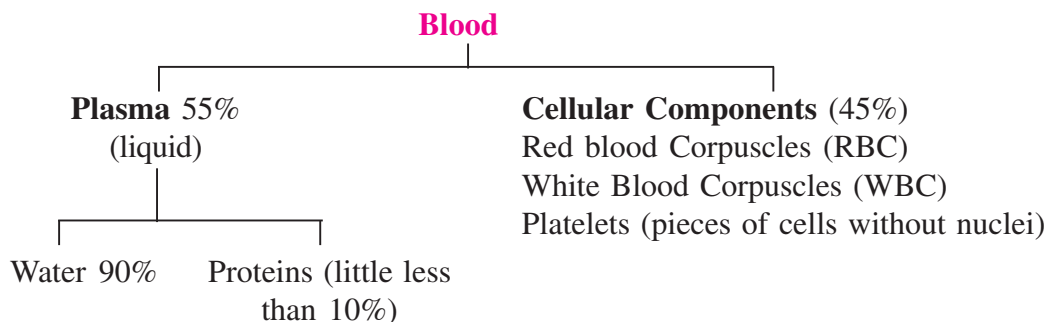 Blood
Plasma 55%
(liquid)
Cellular Components (45%)
Red blood Corpuscles (RBC)
White Blood Corpuscles (WBC)
Platelets (pieces of cells without nuclei)
Water 90%
Proteins (little less
than 10%)